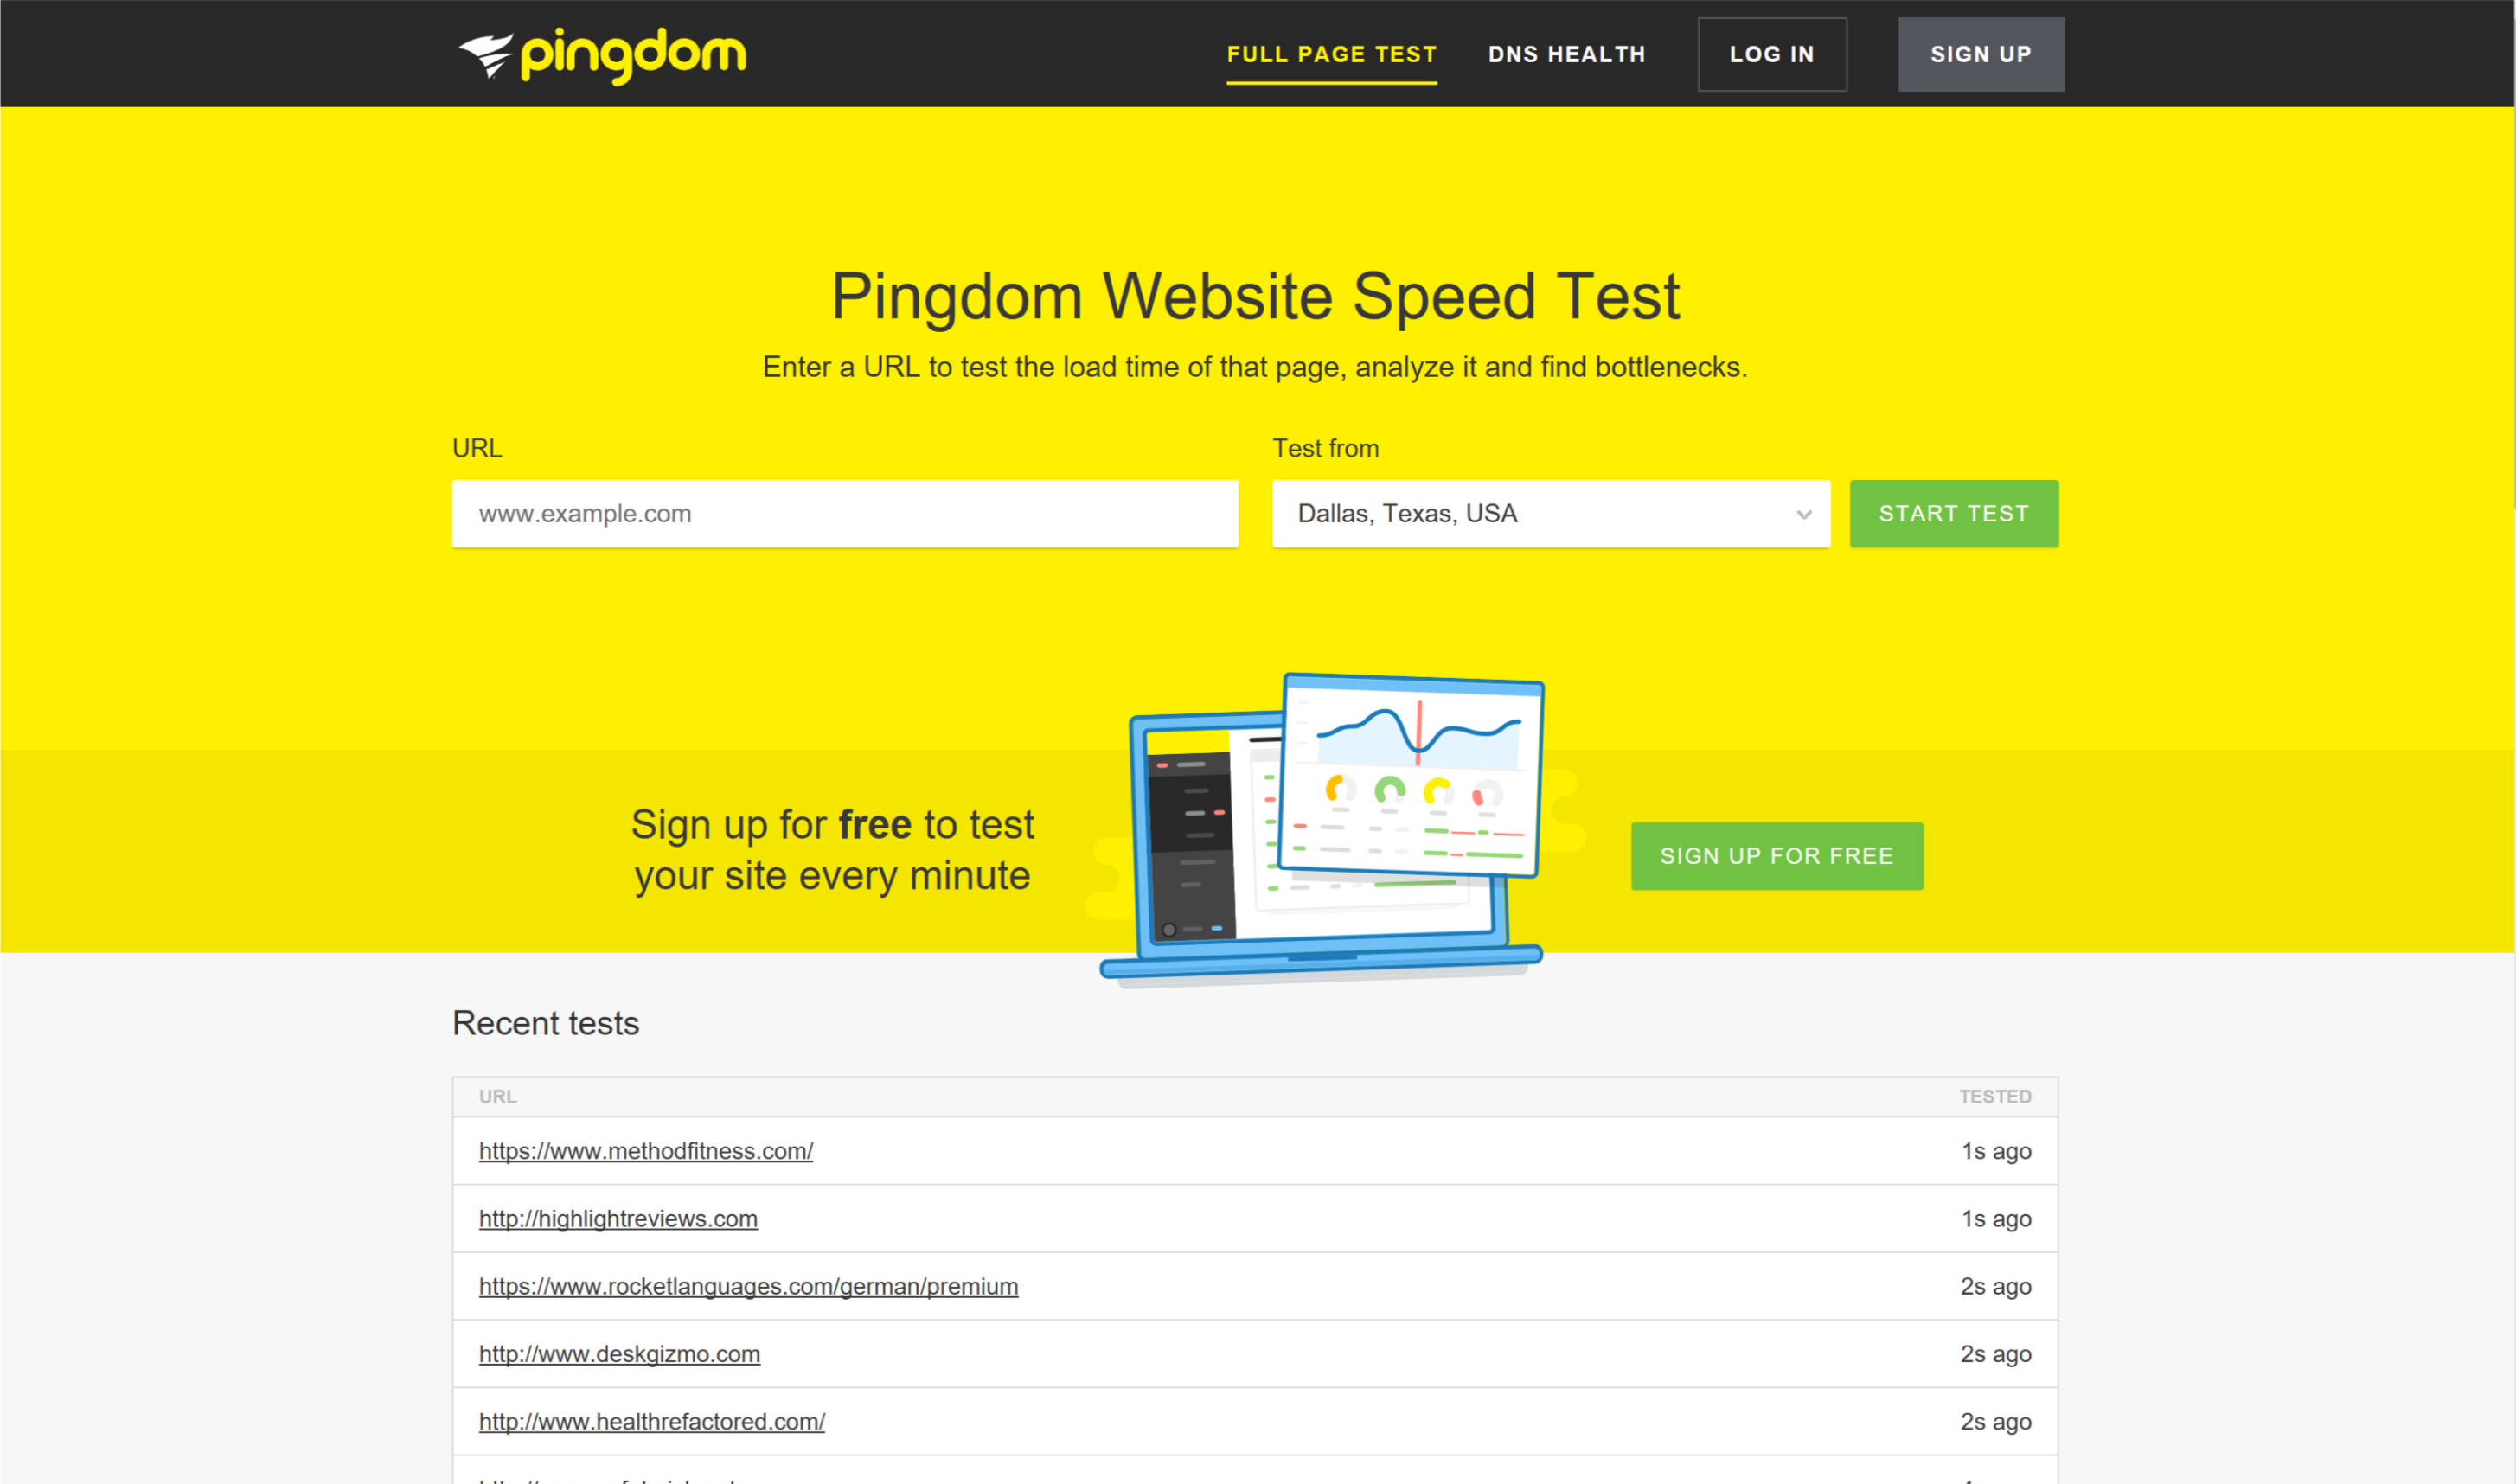 pingdom
FULL PAGE TEST
DNS HEALTH
LOG IN
SIGN UP
Pingdom Website Speed Test
Enter a URL to test the load time of that page, analyze it and find bottlenecks.
URL
Test from
www.example.com
Dallas, Texas, USA
START TEST
Sign up for free to test
your site every minute
SIGN UP FOR FREE
Recent tests
URL TESTED
https://www.methodfitness.com/ 1s ago
http://highlightreviews.com 1s ago
https://www.rocketlanguages.com/german/premium 2s ago
http://www.deskgizmo.com 2s ago
http://www.healthrefactored.com/ 2s ago